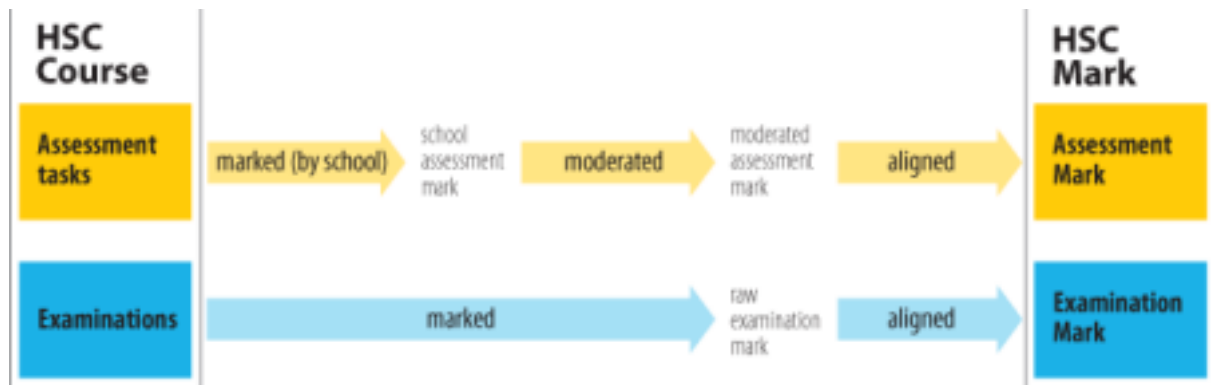 HSC
Course
HSC
Mark
Assessment
tasks
marked (by school)
school
assessment
mark
moderated
moderated
assessment
mark
aligned
Assessment
Mark
Examinations
marked
raw
examination
mark
aligned
Examination
Mark